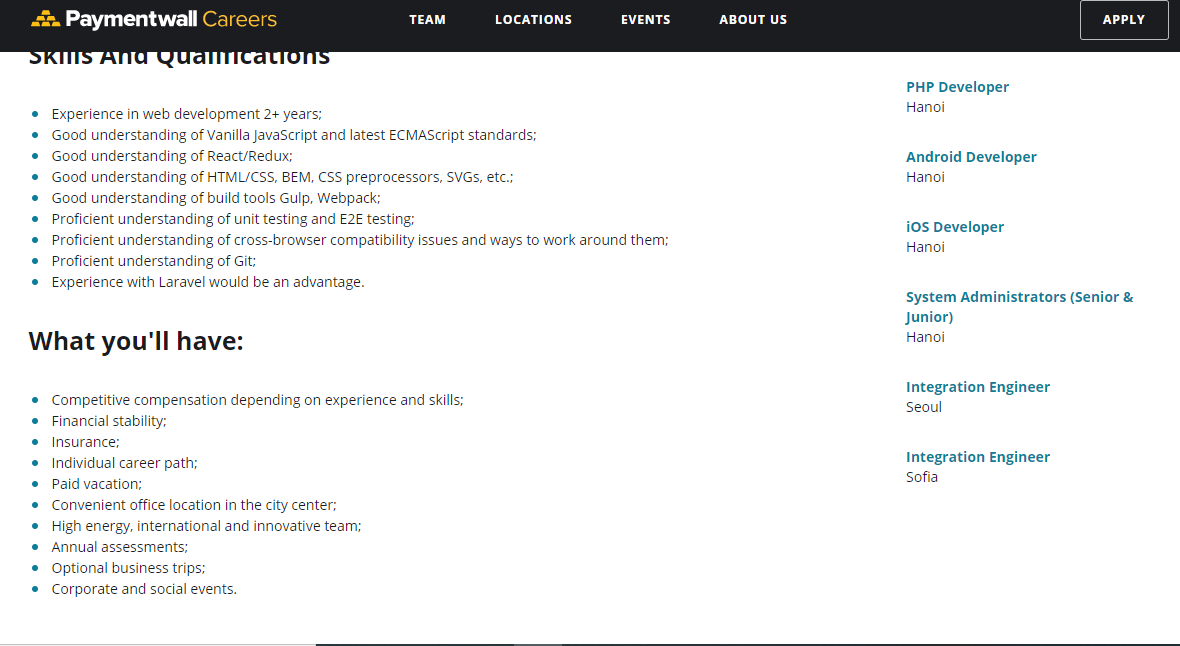 Paymentwall Careers
TEAM
LOCATIONS
EVENTS
ABOUT US
APPLY
Skills And Qualifications
Experience in web development 2+ years;
Good understanding of Vanilla JavaScript and latest ECMAScript standards;
Good understanding of React/Redux;
Good understanding of HTML/CSS, BEM, CSS preprocessors, SVGs, etc.;
Good understanding of build tools Gulp, Webpack;
Proficient understanding of unit testing and E2E testing;
Proficient understanding of cross-browser compatibility issues and ways to work around them;
Proficient understanding of Git;
Experience with Laravel would be an advantage.
What you'll have:
Competitive compensation depending on experience and skills;
Financial stability;
Insurance;
Individual career path;
Paid vacation;
Convenient office location in the city center;
High energy, international and innovative team;
Annual assessments;
Optional business trips;
Corporate and social events.
PHP Developer
Hanoi
Android Developer
Hanoi
iOS Developer
Hanoi
System Administrators (Senior &
Junior)
Hanoi
Integration Engineer
Seoul
Integration Engineer
Sofia